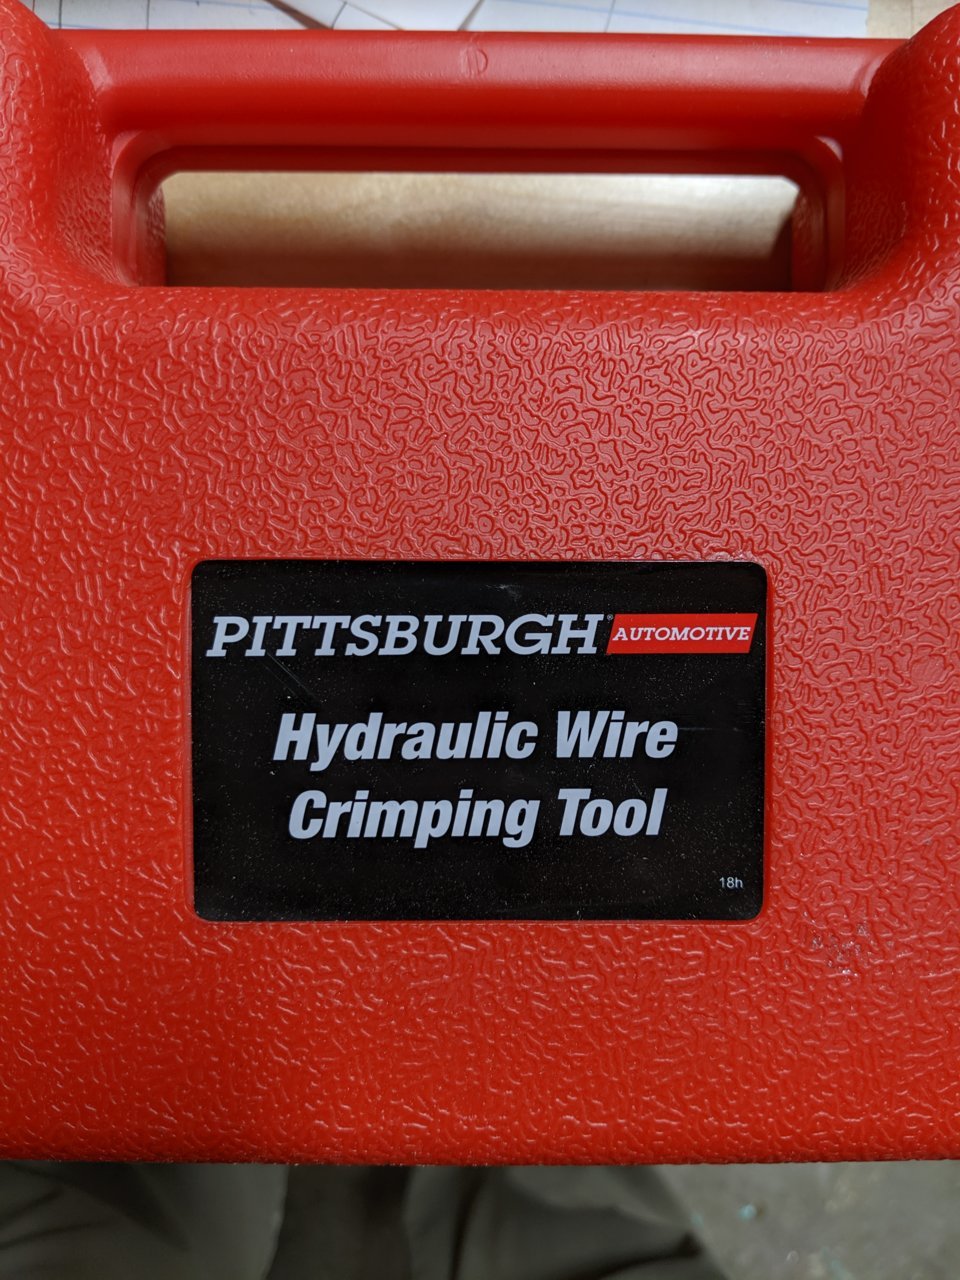 PITTSBURGH® AUTOMOTIVE
Hydraulic Wire
Crimping Tool
18h